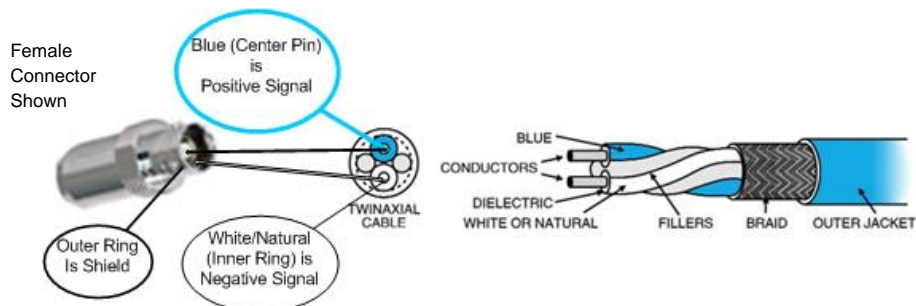 Female
Connector
Shown
Blue (Center Pin)
is
Positive Signal
TWINAXIAL
CABLE
Outer Ring
Is Shield
White/Natural
(Inner Ring) is
Negative Signal
BLUE
CONDUCTORS
DIELECTRIC
WHITE OR NATURAL
FILLERS
BRAID
OUTER JACKET